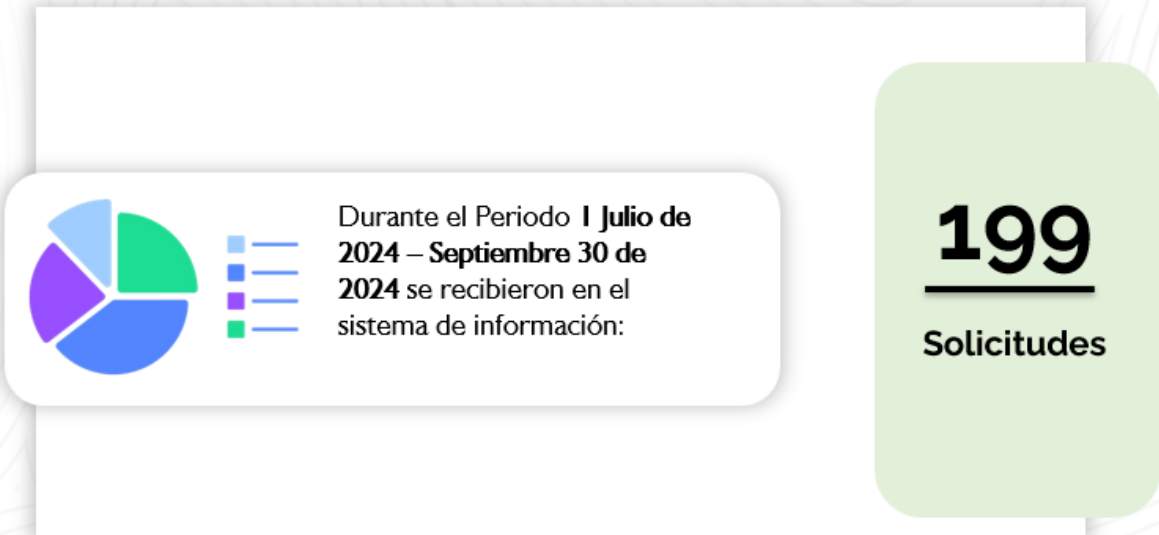 Durante el Periodo 1 Julio de
2024 – Septiembre 30 de
2024 se recibieron en el
sistema de información:
199
Solicitudes